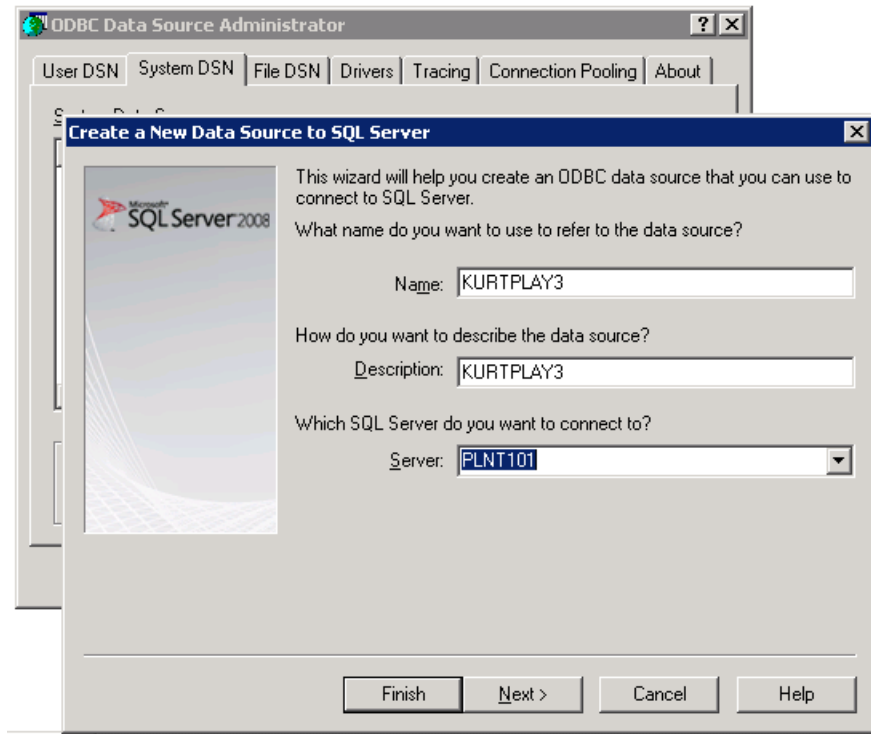 ODBC Data Source Administrator
User DSN System DSN File DSN Drivers Tracing Connection Pooling About
Create a New Data Source to SQL Server
Microsoft
SQL Server 2008
This wizard will help you create an ODBC data source that you can use to
connect to SQL Server.
What name do you want to use to refer to the data source?
Name: KURTPLAY3
How do you want to describe the data source?
Description: KURTPLAY3
Which SQL Server do you want to connect to?
Server: PLNT101
Finish Next > Cancel Help